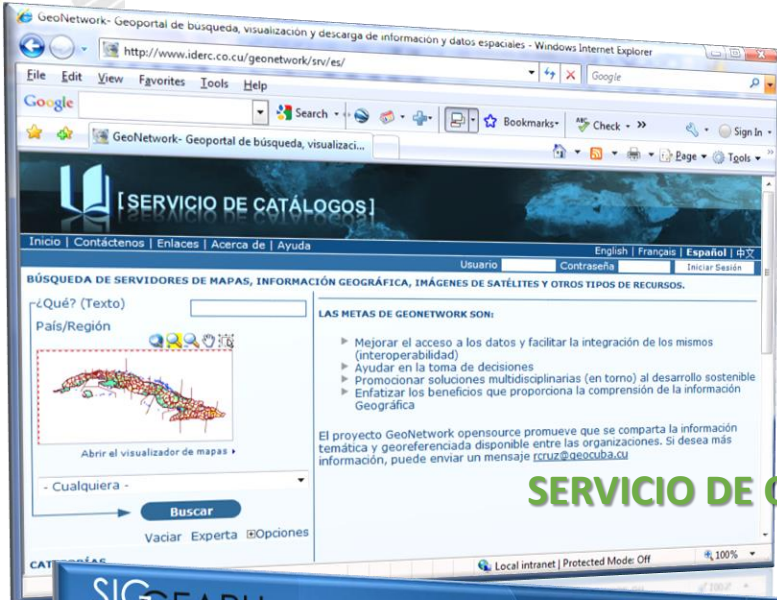 GeoNetwork- Geoportal de búsqueda, visualización y descarga de información y datos espaciales - Windows Internet Explorer
http://www.iderc.co.cu/geonetwork/srv/es/
Google
File Edit View Favorites Tools Help
Google Search Bookmarks Check Sign In
GeoNetwork- Geoportal de búsqueda, visualizaci... Page Tools
[SERVICIO DE CATÁLOGOS]
Inicio | Contáctenos | Enlaces | Acerca de | Ayuda
English | Français | Español | 中文
Usuario Contraseña Iniciar Sesión
BÚSQUEDA DE SERVIDORES DE MAPAS, INFORMACIÓN GEOGRÁFICA, IMÁGENES DE SATÉLITES Y OTROS TIPOS DE RECURSOS.
¿Qué? (Texto)
País/Región
Abrir el visualizador de mapas
- Cualquiera -
Buscar
Vaciar Experta Opciones
CATEGORÍAS
LAS METAS DE GEONETWORK SON:
Mejorar el acceso a los datos y facilitar la integración de los mismos
(interoperabilidad)
Ayudar en la toma de decisiones
Promocionar soluciones multidisciplinarias (en torno) al desarrollo sostenible
Enfatizar los beneficios que proporciona la comprensión de la información
Geográfica
El proyecto GeoNetwork opensource promueve que se comparta la información
temática y georeferenciada disponible entre las organizaciones. Si desea más
información, puede enviar un mensaje rcruz@geocuba.cu
SERVICIO DE
Local intranet | Protected Mode: Off 100%